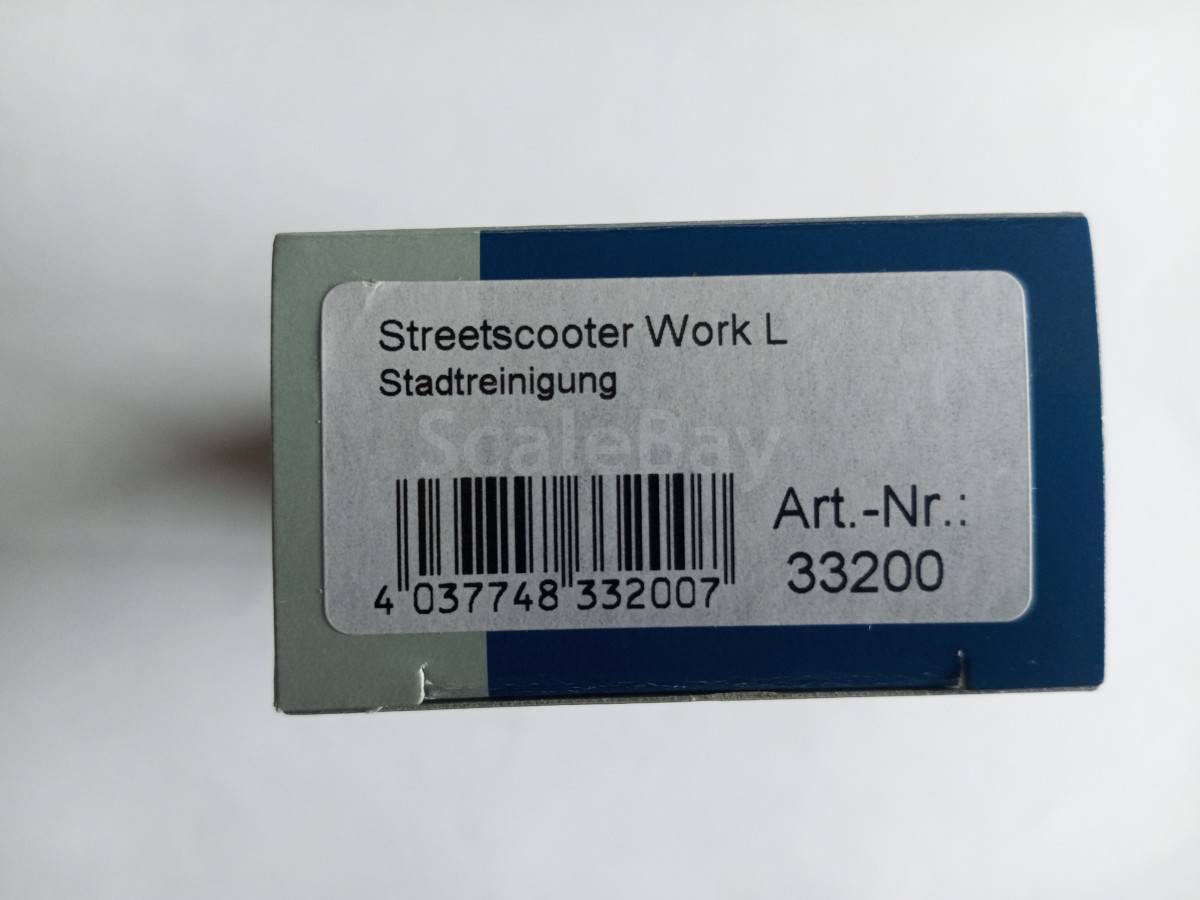 Streetscooter Work L
Stadtreinigung
ScaleBay
Art.-Nr.:
33200
4 037748 332007